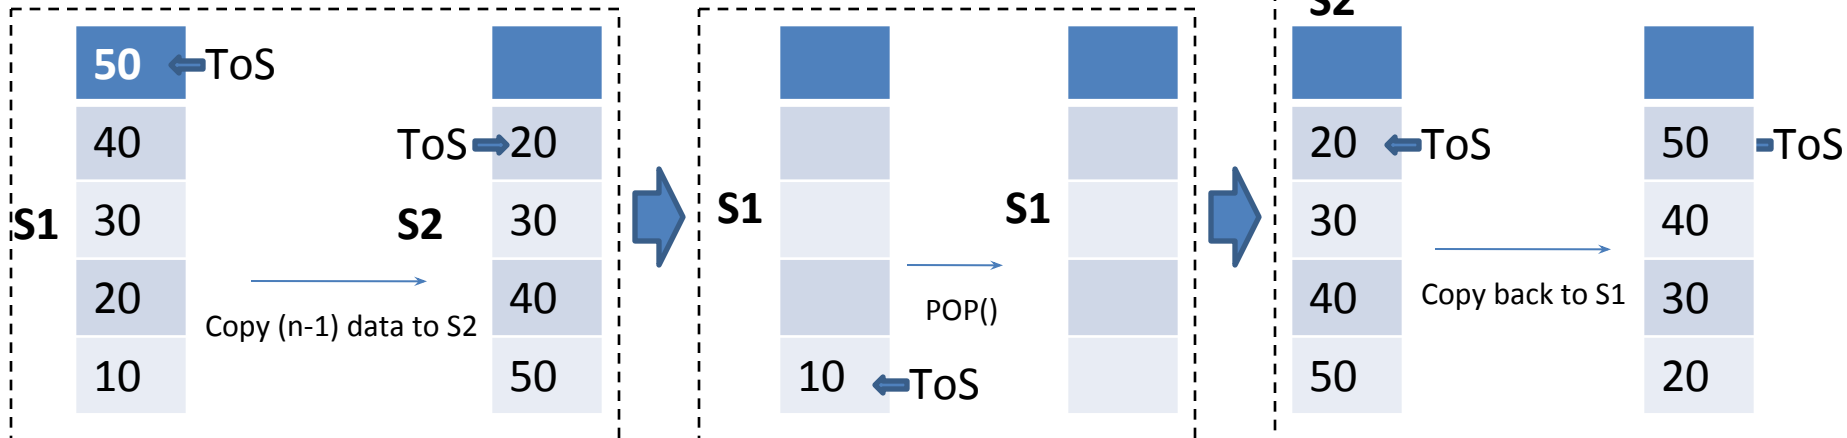 S2
50 ToS
40 ToS 20 20 ToS 50 ToS
S1 30 S2 30 S1 S1 30 40
20 40 40 30
Copy (n-1) data to S2 POP() Copy back to S1
10 50 10 ToS 50 20